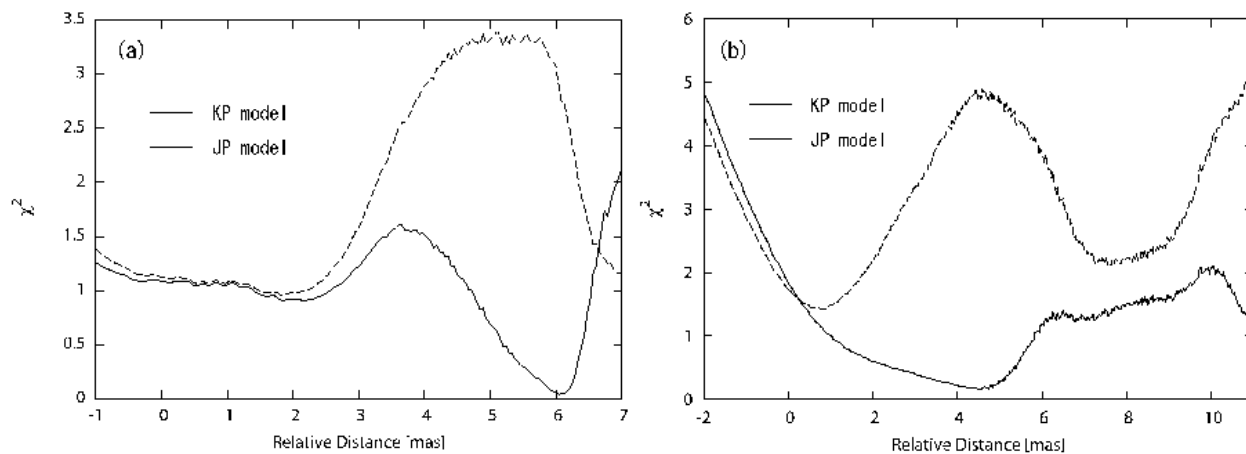 (a)
KP model
JP model
χ²
3.5
3
3.5
2
1.5
1
0.5
0
-1 0 1 2 3 4 5 6 7
Relative Distance [mas]
(b)
KP model
JP model
χ²
6
5
4
3
2
1
0
-2 0 2 4 6 8 10
Relative Distance [mas]